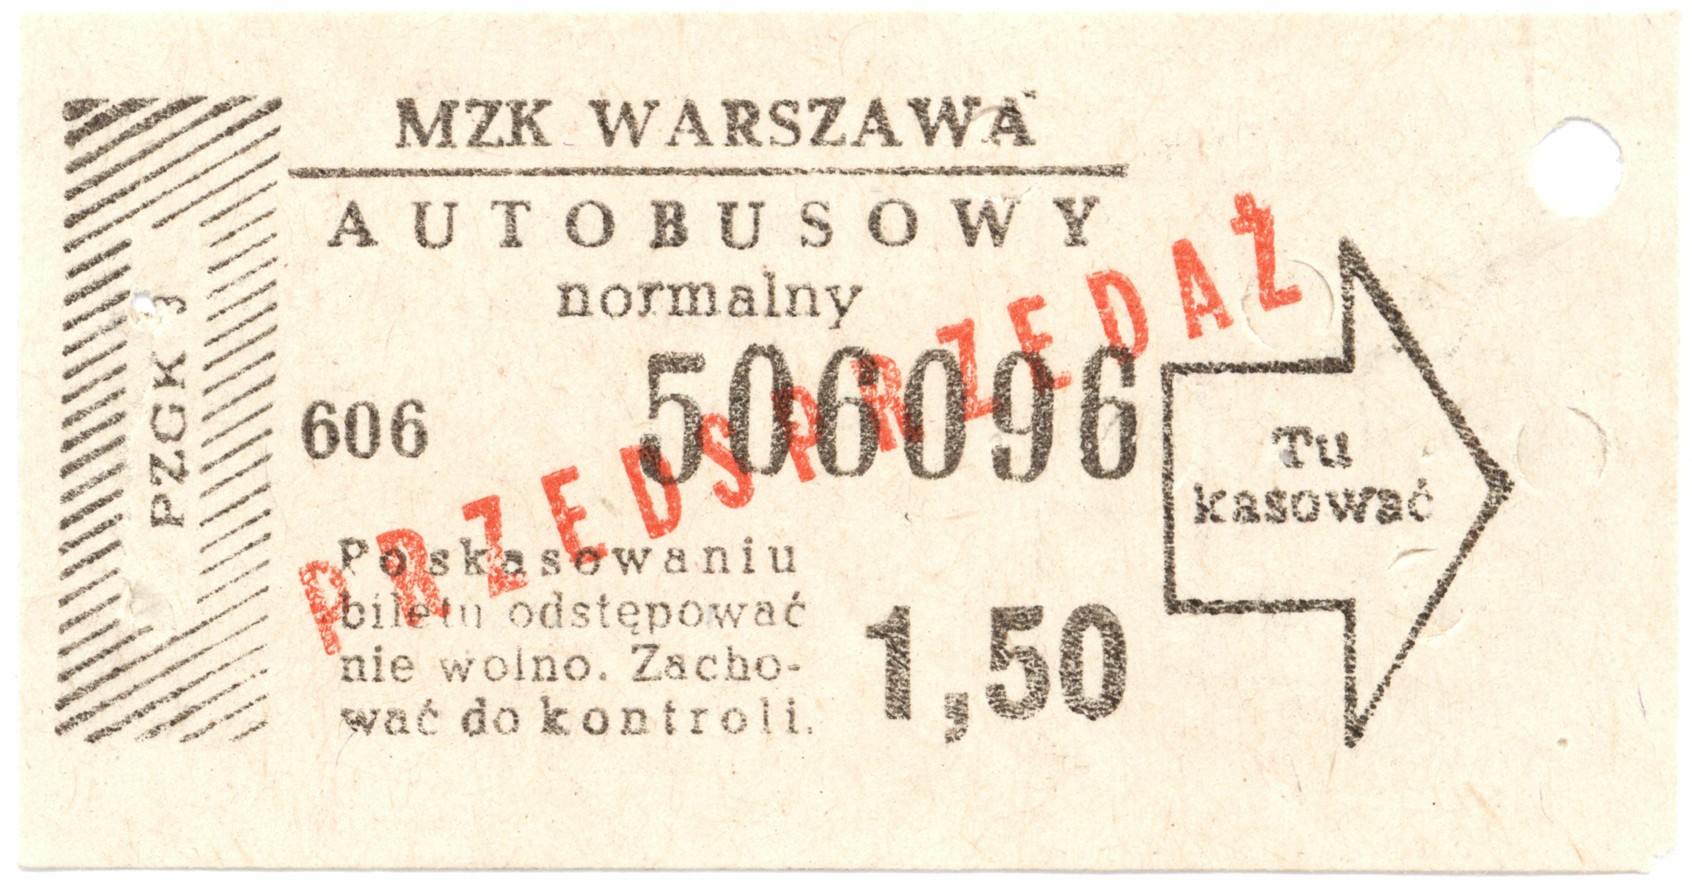 MZK WARSZAWA
AUTOBUSOWY
normalny
606
506096
PRZEDSPRZEDAŻ
Po skasowaniu
biletu odstępować
nie wolno. Zacho-
wać do kontroli.
1,50
Tu
kasować
PZGK 3